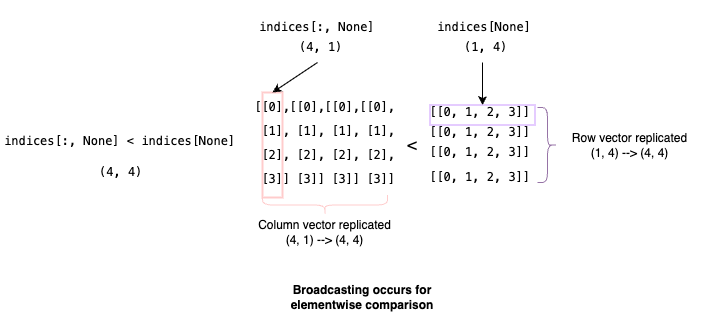 indices[:, None]
(4, 1)
indices[None]
(1, 4)
[[0],[[0],[[0],[[0],
[1], [1], [1], [1],
[2], [2], [2], [2],
[3]] [3]] [3]] [3]]
<
[[0, 1, 2, 3]]
[[0, 1, 2, 3]]
[[0, 1, 2, 3]]
[[0, 1, 2, 3]]
indices[:, None] < indices[None]
(4, 4)
Row vector replicated
(1, 4) --> (4, 4)
Column vector replicated
(4, 1) --> (4, 4)
Broadcasting occurs for
elementwise comparison